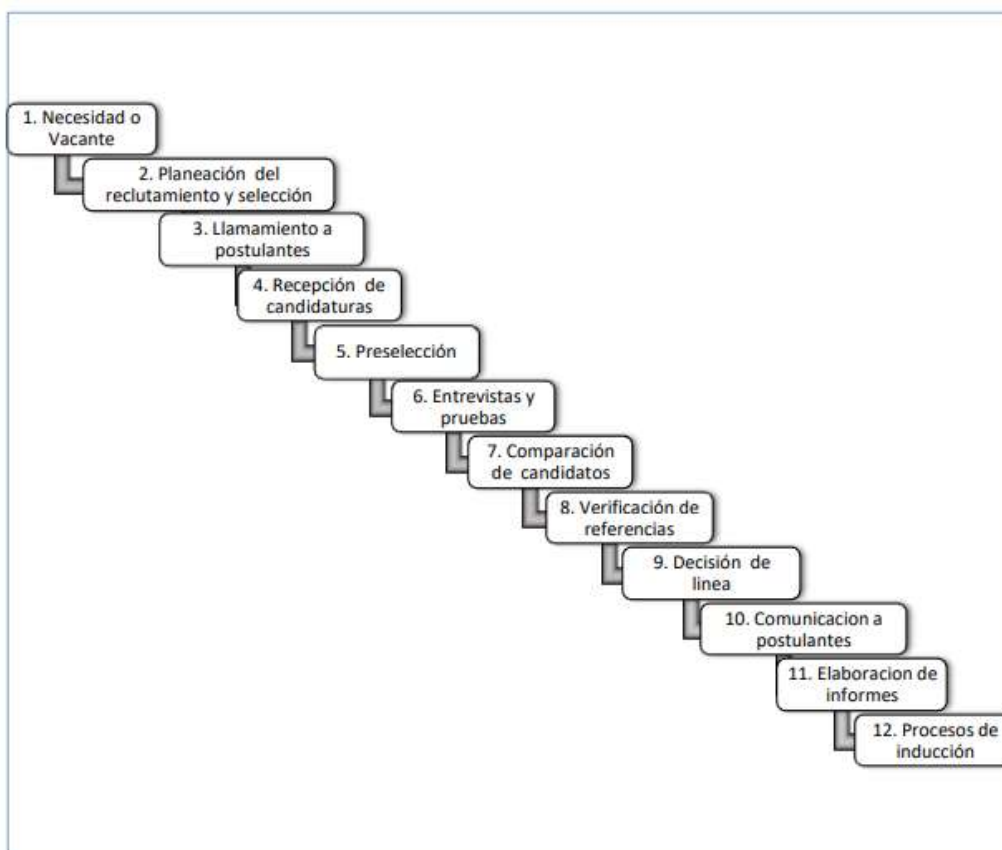 1. Necesidad o
Vacante
2. Planeación del
reclutamiento y selección
3. Llamamiento a
postulantes
4. Recepción de
candidaturas
5. Preselección
6. Entrevistas y
pruebas
7. Comparación
de candidatos
8. Verificación de
referencias
9. Decisión de
linea
10. Comunicacion a
postulantes
11. Elaboracion de
informes
12. Procesos de
inducción